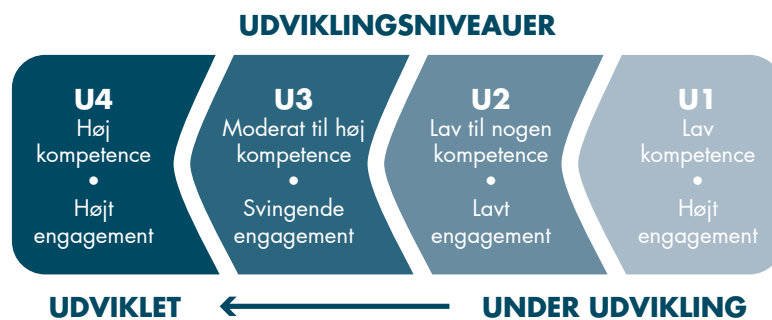 UDVIKLINGSNIVEAUER
U4
Høj
kompetence
•
Højt
engagement
U3
Moderat til høj
kompetence
•
Svingende
engagement
U2
Lav til nogen
kompetence
•
Lavt
engagement
U1
Lav
kompetence
•
Højt
engagement
UDVIKLET
UNDER UDVIKLING